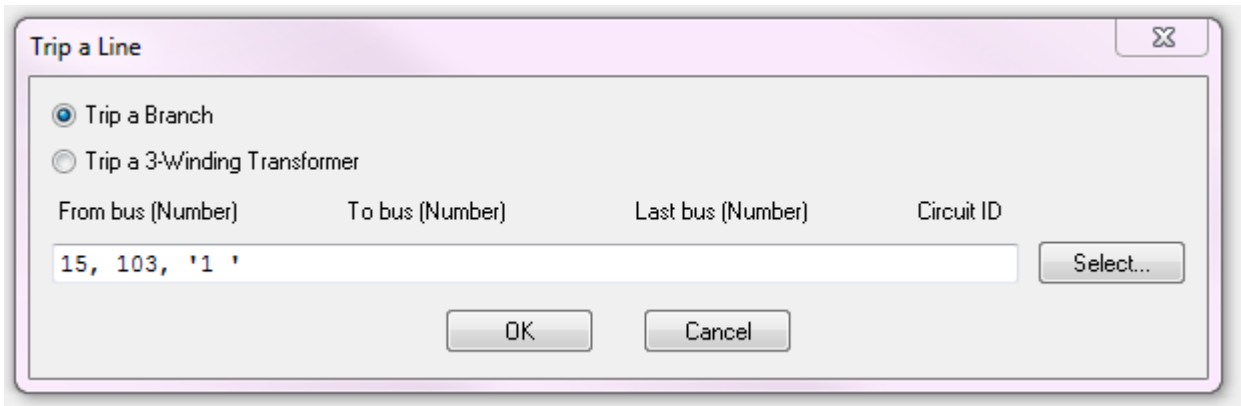 Trip a Line
Trip a Branch
Trip a 3-Winding Transformer
From bus (Number) To bus (Number) Last bus (Number) Circuit ID
15, 103, '1 '
Select...
OK Cancel